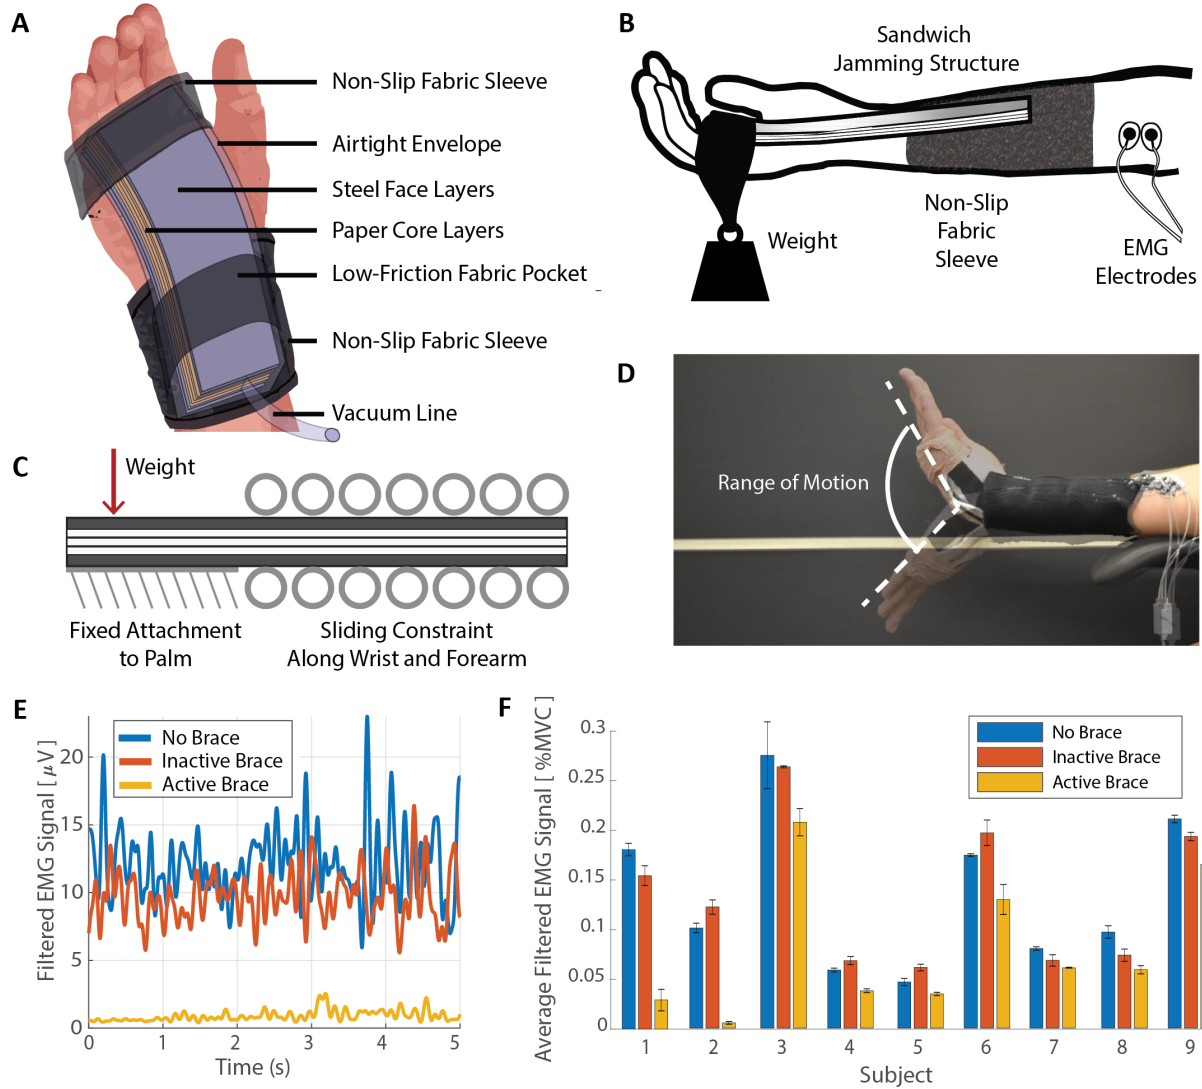 A
Non-Slip Fabric Sleeve
Airtight Envelope
Steel Face Layers
Paper Core Layers
Low-Friction Fabric Pocket
Non-Slip Fabric Sleeve
Vacuum Line
B
Sandwich
Jamming Structure
Weight
Non-Slip
Fabric
Sleeve
EMG
Electrodes
C
Weight
Fixed Attachment
to Palm
Sliding Constraint
Along Wrist and Forearm
D
Range of Motion
E
Filtered EMG Signal [ μV ]
20
15
10
5
0
No Brace
Inactive Brace
Active Brace
0
1
2
3
4
5
Time (s)
F
Average Filtered EMG Signal [ %MVC ]
0.3
0.25
0.2
0.15
0.1
0.05
0
No Brace
Inactive Brace
Active Brace
1
2
3
4
5
6
7
8
9
Subject